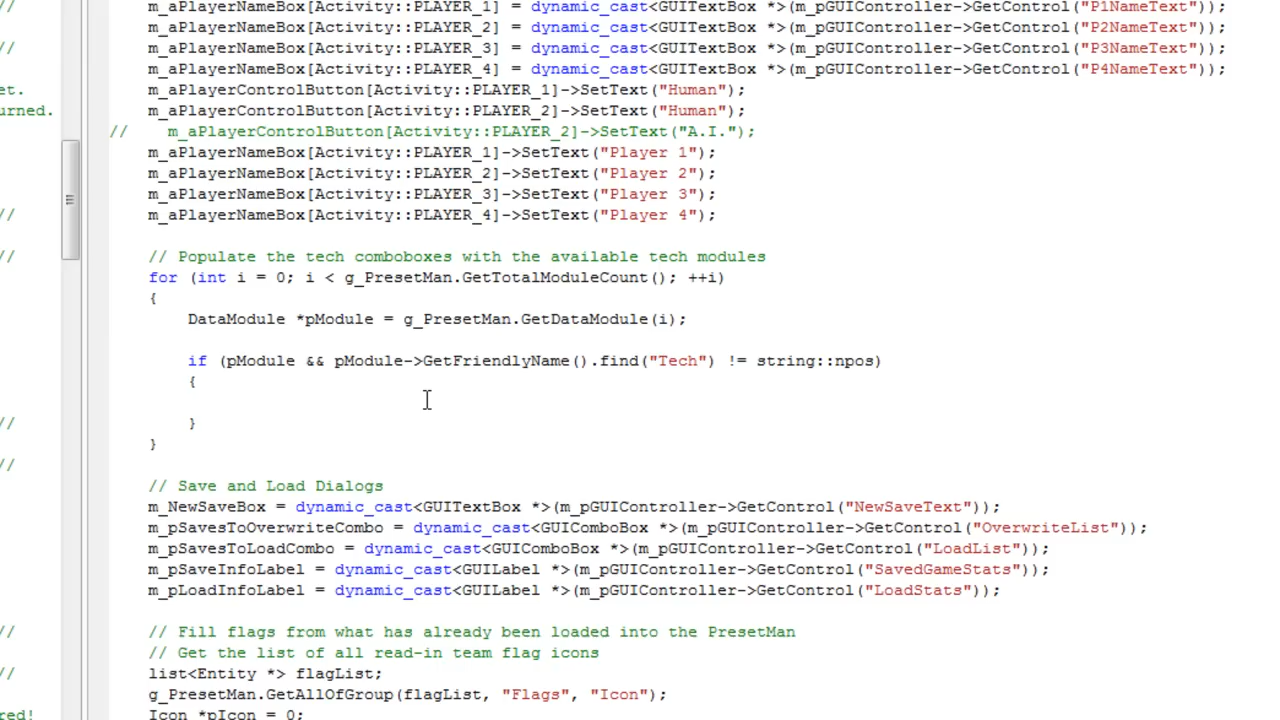 // m_aPlayerNameBox[Activity::PLAYER_1] = dynamic_cast<GUITextBox *>(m_pGUIController->GetControl("P1NameText"));
m_aPlayerNameBox[Activity::PLAYER_2] = dynamic_cast<GUITextBox *>(m_pGUIController->GetControl("P2NameText"));
// m_aPlayerNameBox[Activity::PLAYER_3] = dynamic_cast<GUITextBox *>(m_pGUIController->GetControl("P3NameText"));
m_aPlayerNameBox[Activity::PLAYER_4] = dynamic_cast<GUITextBox *>(m_pGUIController->GetControl("P4NameText"));
et. m_aPlayerControlButton[Activity::PLAYER_1]->SetText("Human");
urned. m_aPlayerControlButton[Activity::PLAYER_2]->SetText("Human");
// m_aPlayerControlButton[Activity::PLAYER_2]->SetText("A.I.");
m_aPlayerNameBox[Activity::PLAYER_1]->SetText("Player 1");
m_aPlayerNameBox[Activity::PLAYER_2]->SetText("Player 2");
m_aPlayerNameBox[Activity::PLAYER_3]->SetText("Player 3");
// m_aPlayerNameBox[Activity::PLAYER_4]->SetText("Player 4");
// // Populate the tech comboboxes with the available tech modules
for (int i = 0; i < g_PresetMan.GetTotalModuleCount(); ++i)
{
DataModule *pModule = g_PresetMan.GetDataModule(i);
if (pModule && pModule->GetFriendlyName().find("Tech") != string::npos)
{
// }
}
//
// Save and Load Dialogs
m_NewSaveBox = dynamic_cast<GUITextBox *>(m_pGUIController->GetControl("NewSaveText"));
m_pSavesToOverwriteCombo = dynamic_cast<GUIComboBox *>(m_pGUIController->GetControl("OverwriteList"));
m_pSavesToLoadCombo = dynamic_cast<GUIComboBox *>(m_pGUIController->GetControl("LoadList"));
m_pSaveInfoLabel = dynamic_cast<GUILabel *>(m_pGUIController->GetControl("SavedGameStats"));
m_pLoadInfoLabel = dynamic_cast<GUILabel *>(m_pGUIController->GetControl("LoadStats"));
// // Fill flags from what has already been loaded into the PresetMan
// Get the list of all read-in team flag icons
// list<Entity *> flagList;
g_PresetMan.GetAllOfGroup(flagList, "Flags", "Icon");
red! Icon *pIcon = 0;